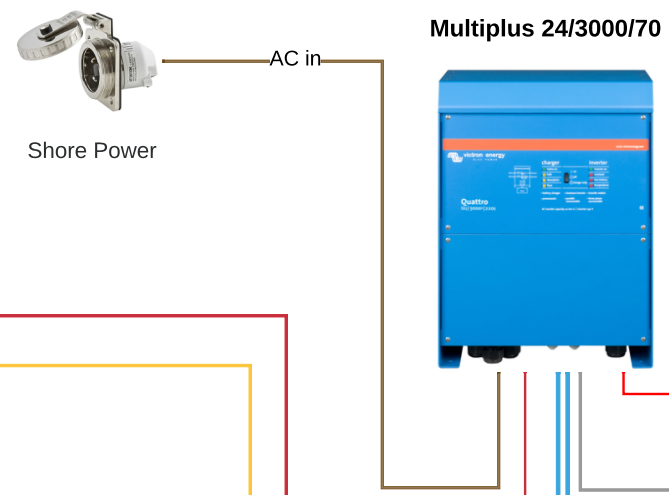 Multiplus 24/3000/70
AC in
Shore Power
victron energy
charger
inverter
Quattro